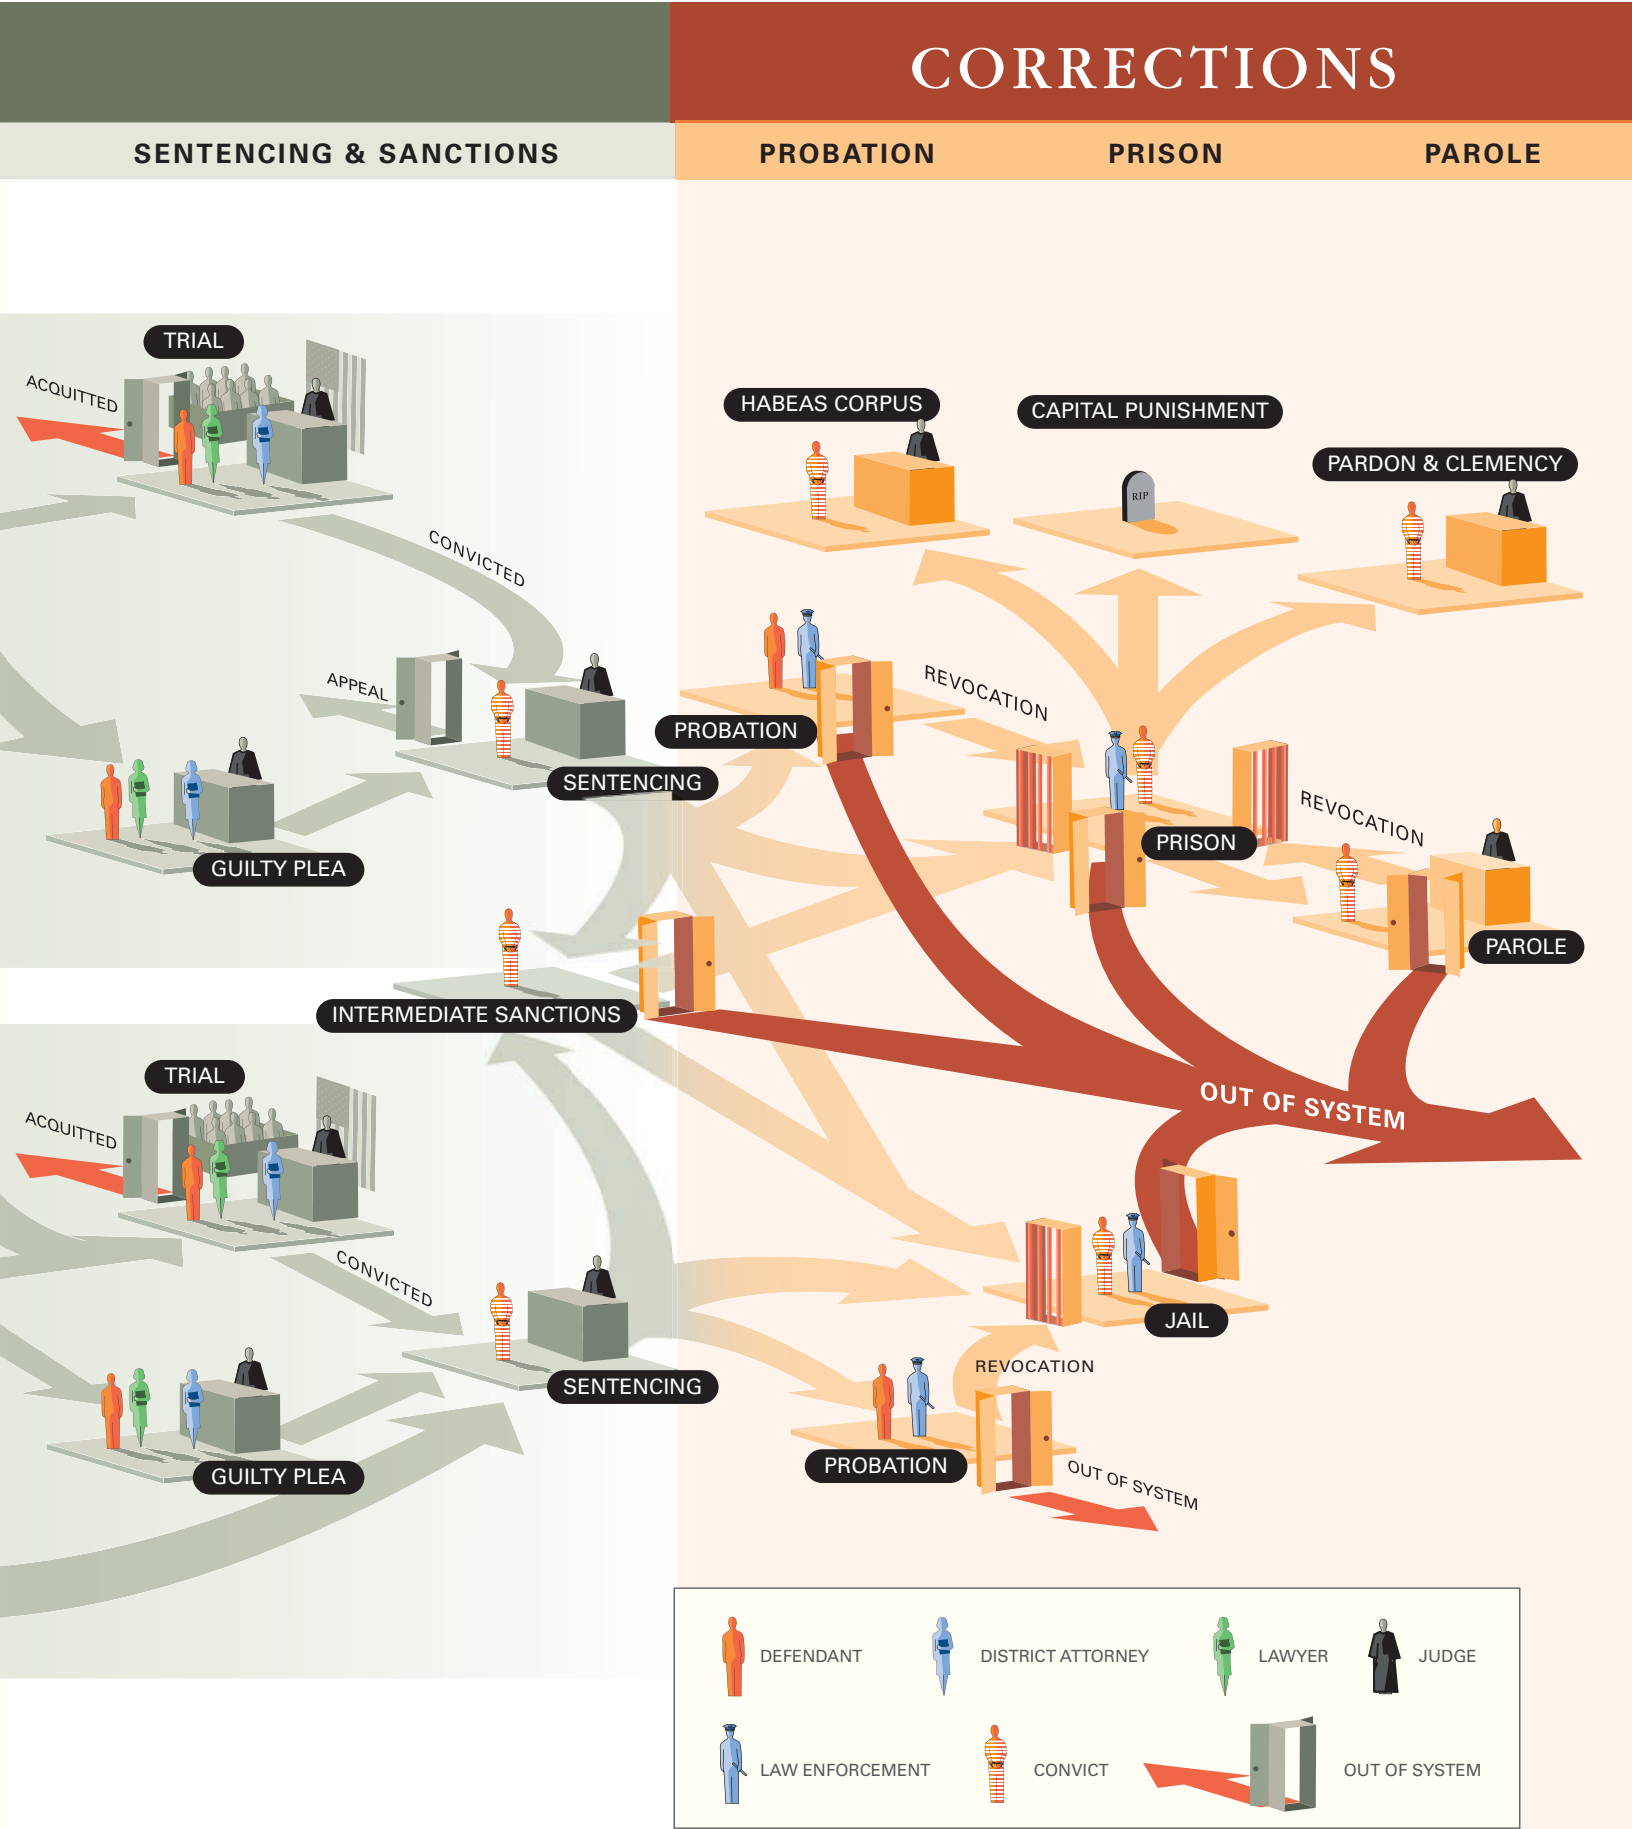 CORRECTIONS
SENTENCING & SANCTIONS
PROBATION
PRISON
PAROLE
TRIAL
ACQUITTED
CONVICTED
HABEAS CORPUS
CAPITAL PUNISHMENT
RIP
PARDON & CLEMENCY
APPEAL
SENTENCING
GUILTY PLEA
PROBATION
REVOCATION
PRISON
REVOCATION
PAROLE
INTERMEDIATE SANCTIONS
OUT OF SYSTEM
TRIAL
ACQUITTED
CONVICTED
SENTENCING
GUILTY PLEA
JAIL
REVOCATION
PROBATION
OUT OF SYSTEM
DEFENDANT
DISTRICT ATTORNEY
LAWYER
JUDGE
LAW ENFORCEMENT
CONVICT
OUT OF SYSTEM